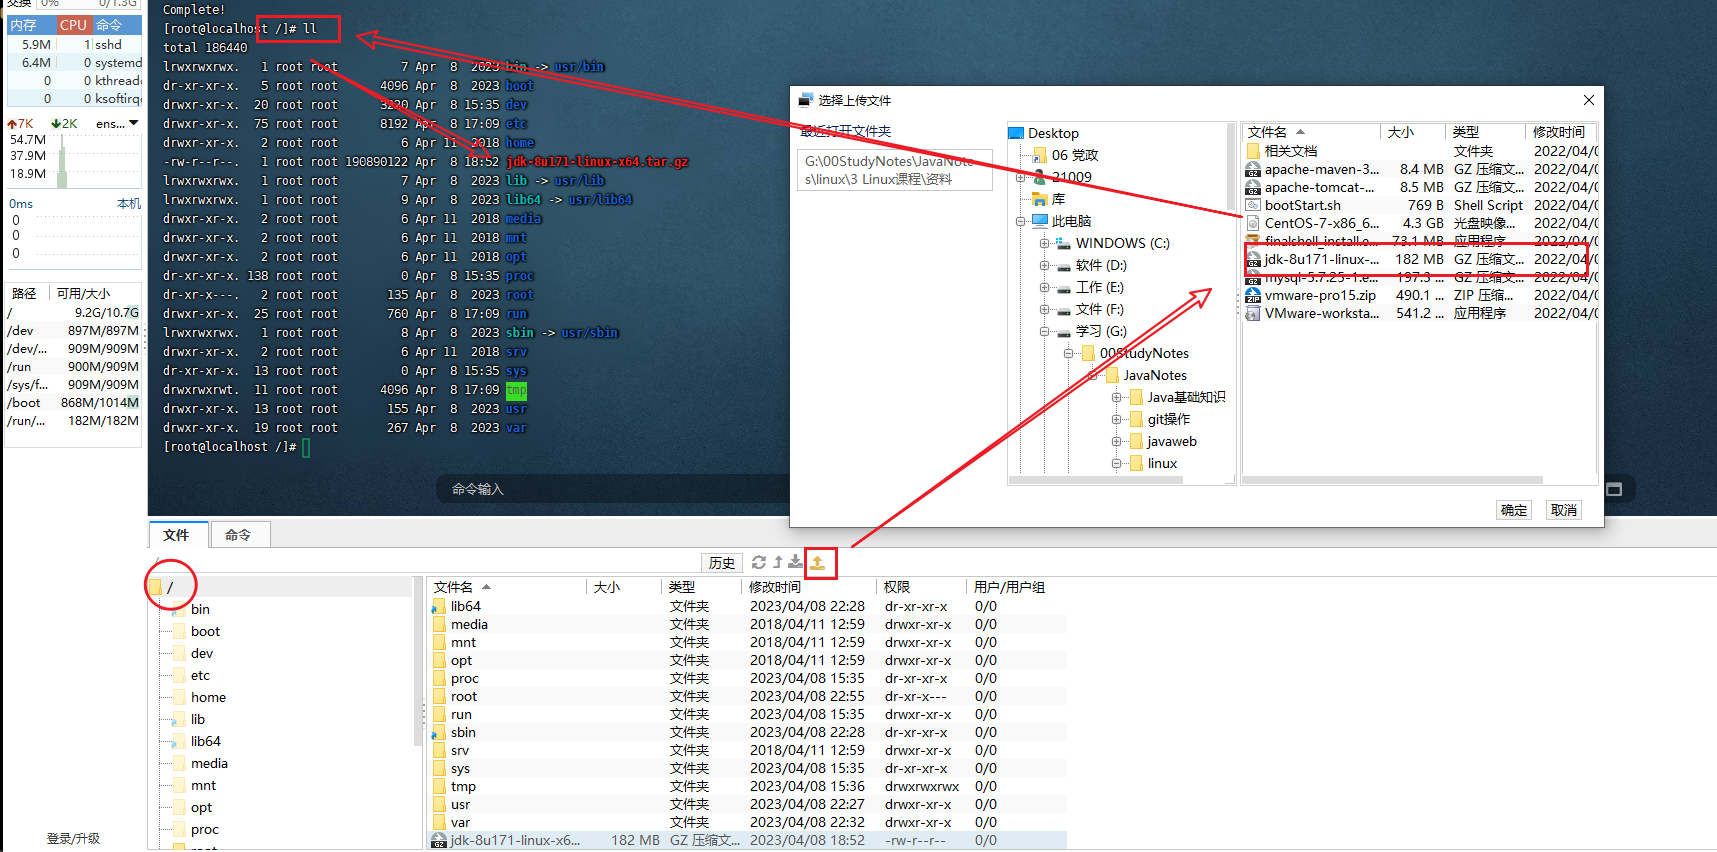 交换 0% 0/1.3G
内存 CPU 命令
5.9M 1 sshd
6.4M 0 systemd
0 0 kthreade
0 0 ksoftirqd
7K 2K ens...
54.7M
37.9M
18.9M
0ms 本机
0
0
0
路径 可用/大小
/ 9.2G/10.7G
/dev 897M/897M
/dev/... 909M/909M
/run 900M/909M
/sys/f... 909M/909M
/boot 868M/1014M
/run/... 182M/182M
登录/升级
Complete!
[root@localhost /]# ll
total 186440
lrwxrwxrwx. 1 root root 7 Apr 8 2023 bin -> usr/bin
dr-xr-xr-x. 5 root root 4096 Apr 8 2023 boot
drwxr-xr-x. 20 root root 3220 Apr 8 15:35 dev
drwxr-xr-x. 75 root root 8192 Apr 8 17:09 etc
drwxr-xr-x. 2 root root 6 Apr 11 2018 home
-rw-r--r--. 1 root root 190890122 Apr 8 18:52 jdk-8u171-linux-x64.tar.gz
lrwxrwxrwx. 1 root root 7 Apr 8 2023 lib -> usr/lib
lrwxrwxrwx. 1 root root 9 Apr 8 2023 lib64 -> usr/lib64
drwxr-xr-x. 2 root root 6 Apr 11 2018 media
drwxr-xr-x. 2 root root 6 Apr 11 2018 mnt
drwxr-xr-x. 2 root root 6 Apr 11 2018 opt
dr-xr-xr-x. 138 root root 0 Apr 8 15:35 proc
dr-xr-x---. 2 root root 135 Apr 8 2023 root
drwxr-xr-x. 25 root root 760 Apr 8 17:09 run
lrwxrwxrwx. 1 root root 8 Apr 8 2023 sbin -> usr/sbin
drwxr-xr-x. 2 root root 6 Apr 11 2018 srv
dr-xr-xr-x. 13 root root 0 Apr 8 15:35 sys
drwxrwxrwt. 11 root root 4096 Apr 8 17:09 tmp
drwxr-xr-x. 13 root root 155 Apr 8 2023 usr
drwxr-xr-x. 19 root root 267 Apr 8 2023 var
[root@localhost /]#
命令输入
选择上传文件
最近打开文件夹
G:\00StudyNotes\JavaNote
s\linux\3 Linux课程\资料
Desktop
06 党政
21009
库
此电脑
WINDOWS (C:)
软件 (D:)
工作 (E:)
文件 (F:)
学习 (G:)
00StudyNotes
JavaNotes
Java基础知识
git操作
javaweb
linux
文件名 大小 类型 修改时间
相关文档 文件夹 2022/04/0
apache-maven-3... 8.4 MB GZ 压缩文... 2022/04/0
apache-tomcat-... 8.5 MB GZ 压缩文... 2022/04/0
bootStart.sh 769 B Shell Script 2022/04/0
CentOS-7-x86_6... 4.3 GB 光盘映像... 2022/04/0
finalshell_install.e... 73.1 MB 应用程序 2022/04/0
jdk-8u171-linux-... 182 MB GZ 压缩文... 2022/04/0
mysql-5.7.25-1.e... 197.3 ... GZ 压缩文... 2022/04/0
vmware-pro15.zip 490.1 ... ZIP 压缩... 2022/04/0
VMware-worksta... 541.2 ... 应用程序 2022/04/0
确定 取消
文件 命令
/
历史
/
bin
boot
dev
etc
home
lib
lib64
media
mnt
opt
proc
root
文件名 大小 类型 修改时间 权限 用户/用户组
lib64 文件夹 2023/04/08 22:28 dr-xr-xr-x 0/0
media 文件夹 2018/04/11 12:59 drwxr-xr-x 0/0
mnt 文件夹 2018/04/11 12:59 drwxr-xr-x 0/0
opt 文件夹 2018/04/11 12:59 drwxr-xr-x 0/0
proc 文件夹 2023/04/08 15:35 dr-xr-xr-x 0/0
root 文件夹 2023/04/08 22:55 dr-xr-x--- 0/0
run 文件夹 2023/04/08 15:35 drwxr-xr-x 0/0
sbin 文件夹 2023/04/08 22:28 dr-xr-xr-x 0/0
srv 文件夹 2018/04/11 12:59 drwxr-xr-x 0/0
sys 文件夹 2023/04/08 15:35 dr-xr-xr-x 0/0
tmp 文件夹 2023/04/08 15:36 drwxrwxrwx 0/0
usr 文件夹 2023/04/08 22:27 drwxr-xr-x 0/0
var 文件夹 2023/04/08 22:32 drwxr-xr-x 0/0
jdk-8u171-linux-x6... 182 MB GZ 压缩文... 2023/04/08 18:52 -rw-r--r-- 0/0